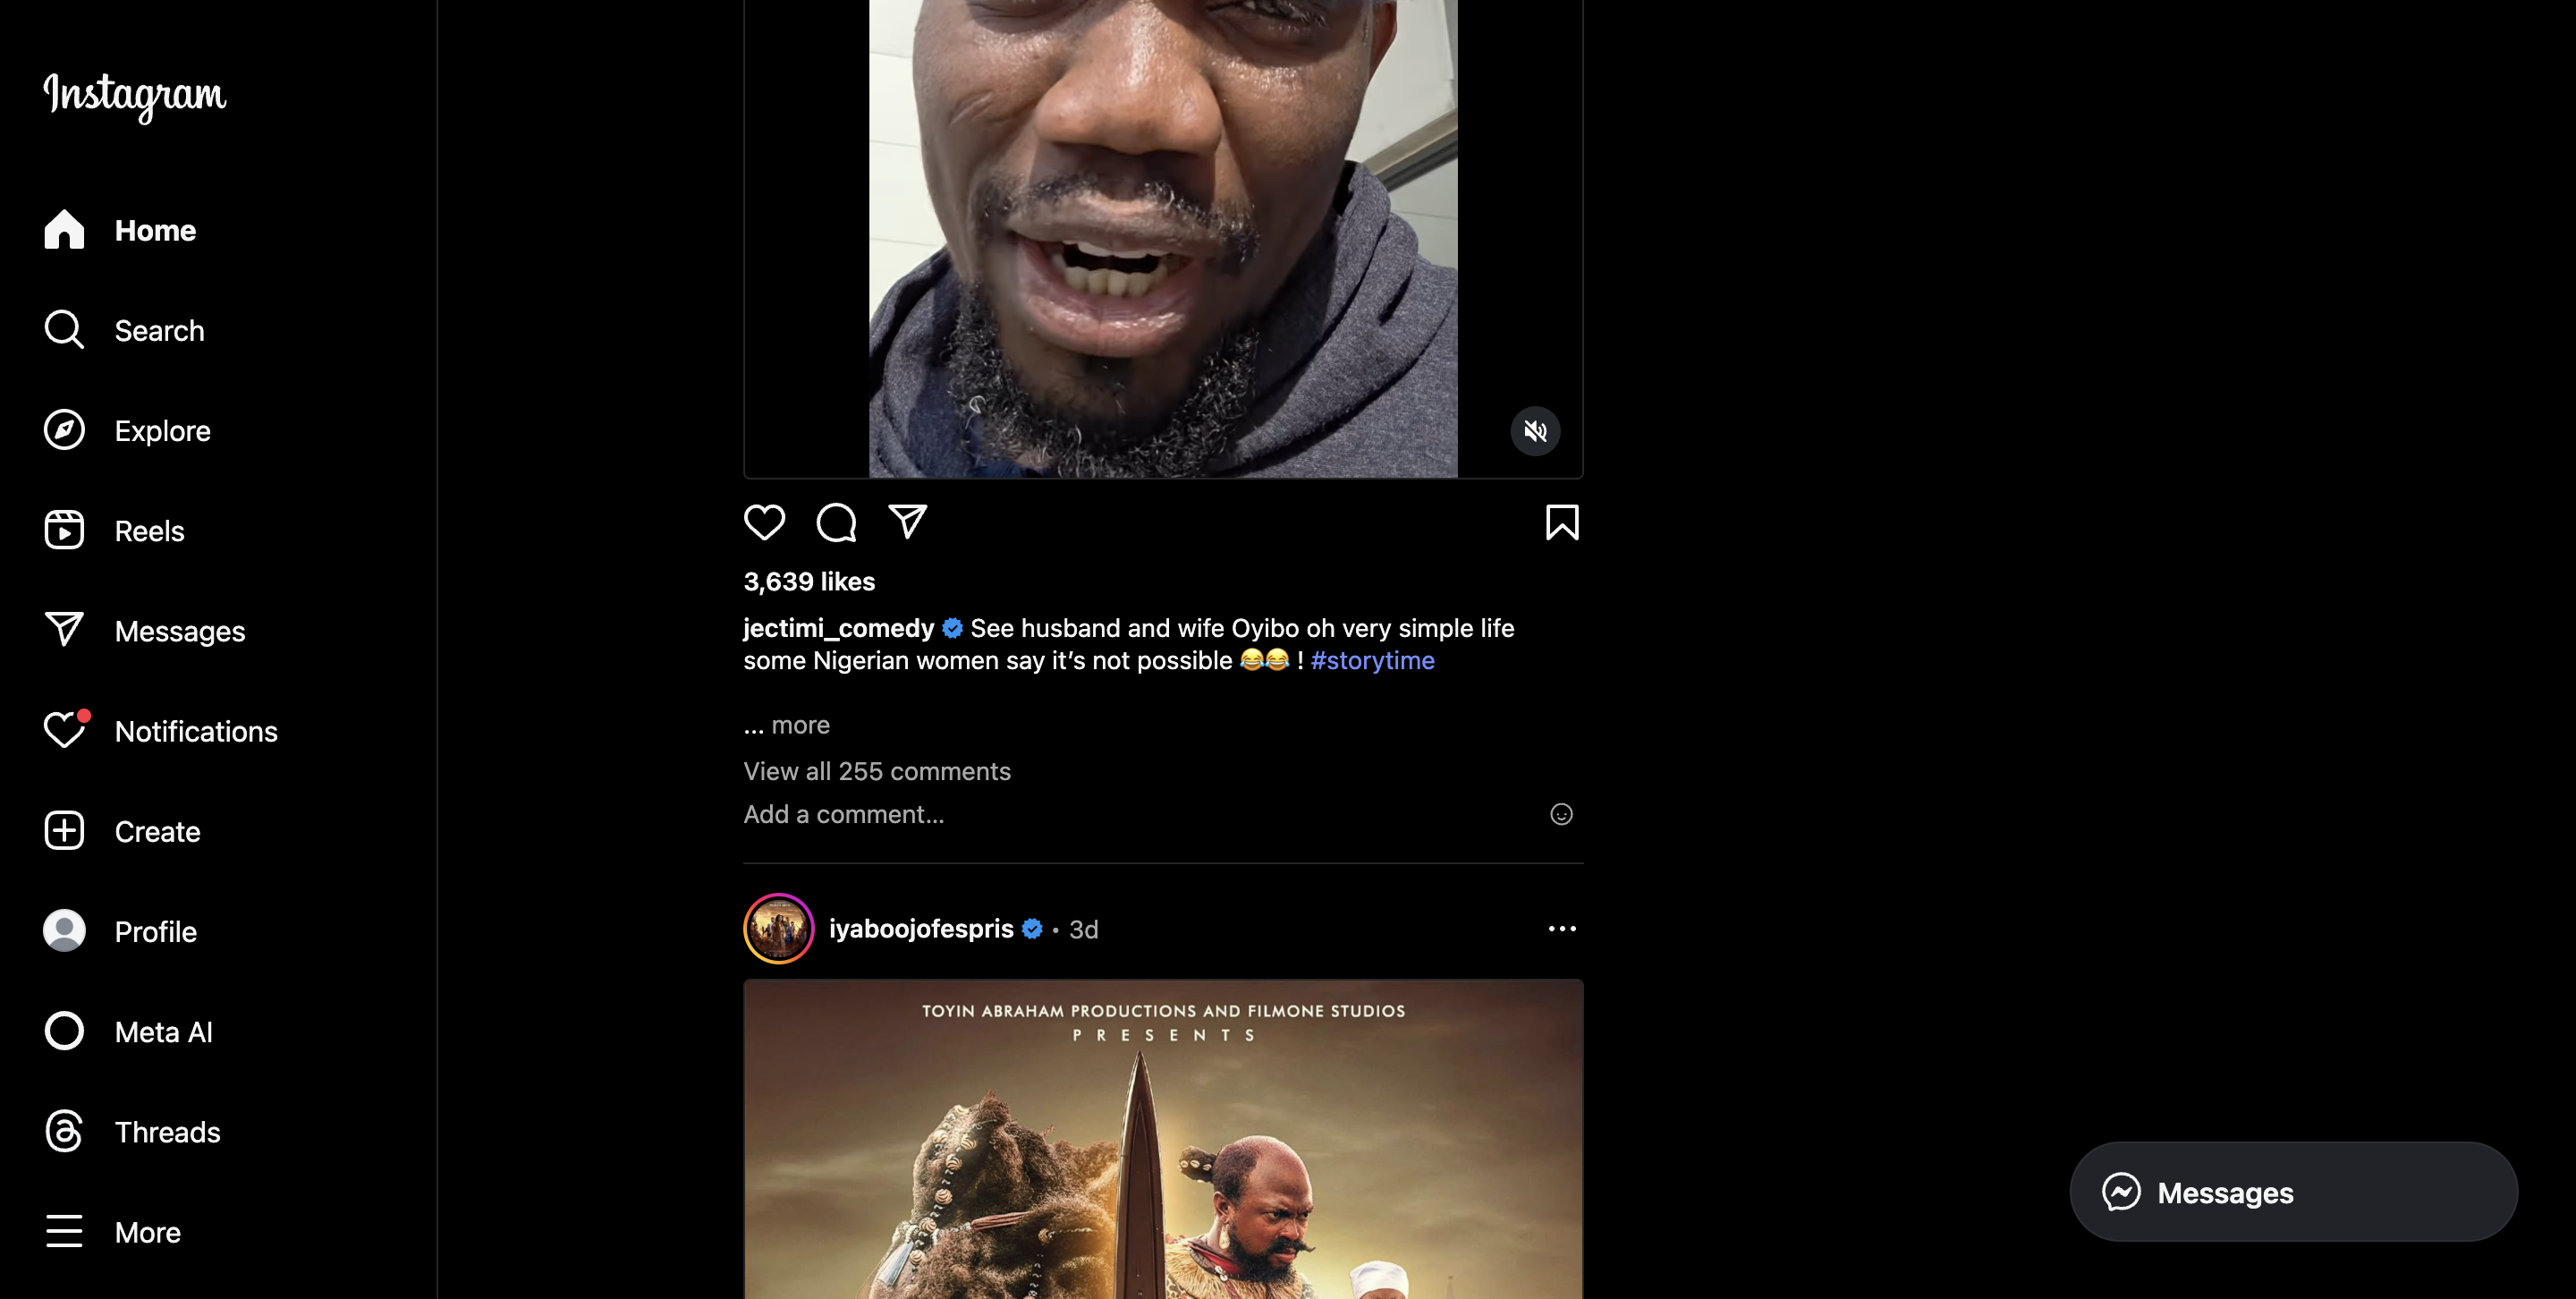 Instagram
Home
Search
Explore
Reels
Messages
Notifications
Create
Profile
Meta AI
Threads
More
3,639 likes
jectimi_comedy See husband and wife Oyibo oh very simple life
some Nigerian women say it’s not possible 😂😂 ! #storytime
... more
View all 255 comments
Add a comment...
iyaboojofespris • 3d
TOYIN ABRAHAM PRODUCTIONS AND FILMONE STUDIOS
PRESENTS
Messages